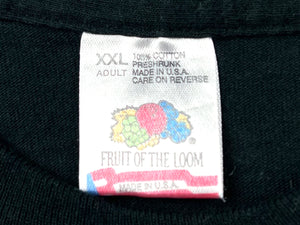 XXL 100% COTTON
PRESHRUNK
ADULT MADE IN U.S.A.
CARE ON REVERSE
FRUIT OF THE LOOM
MADE IN U.S.A.